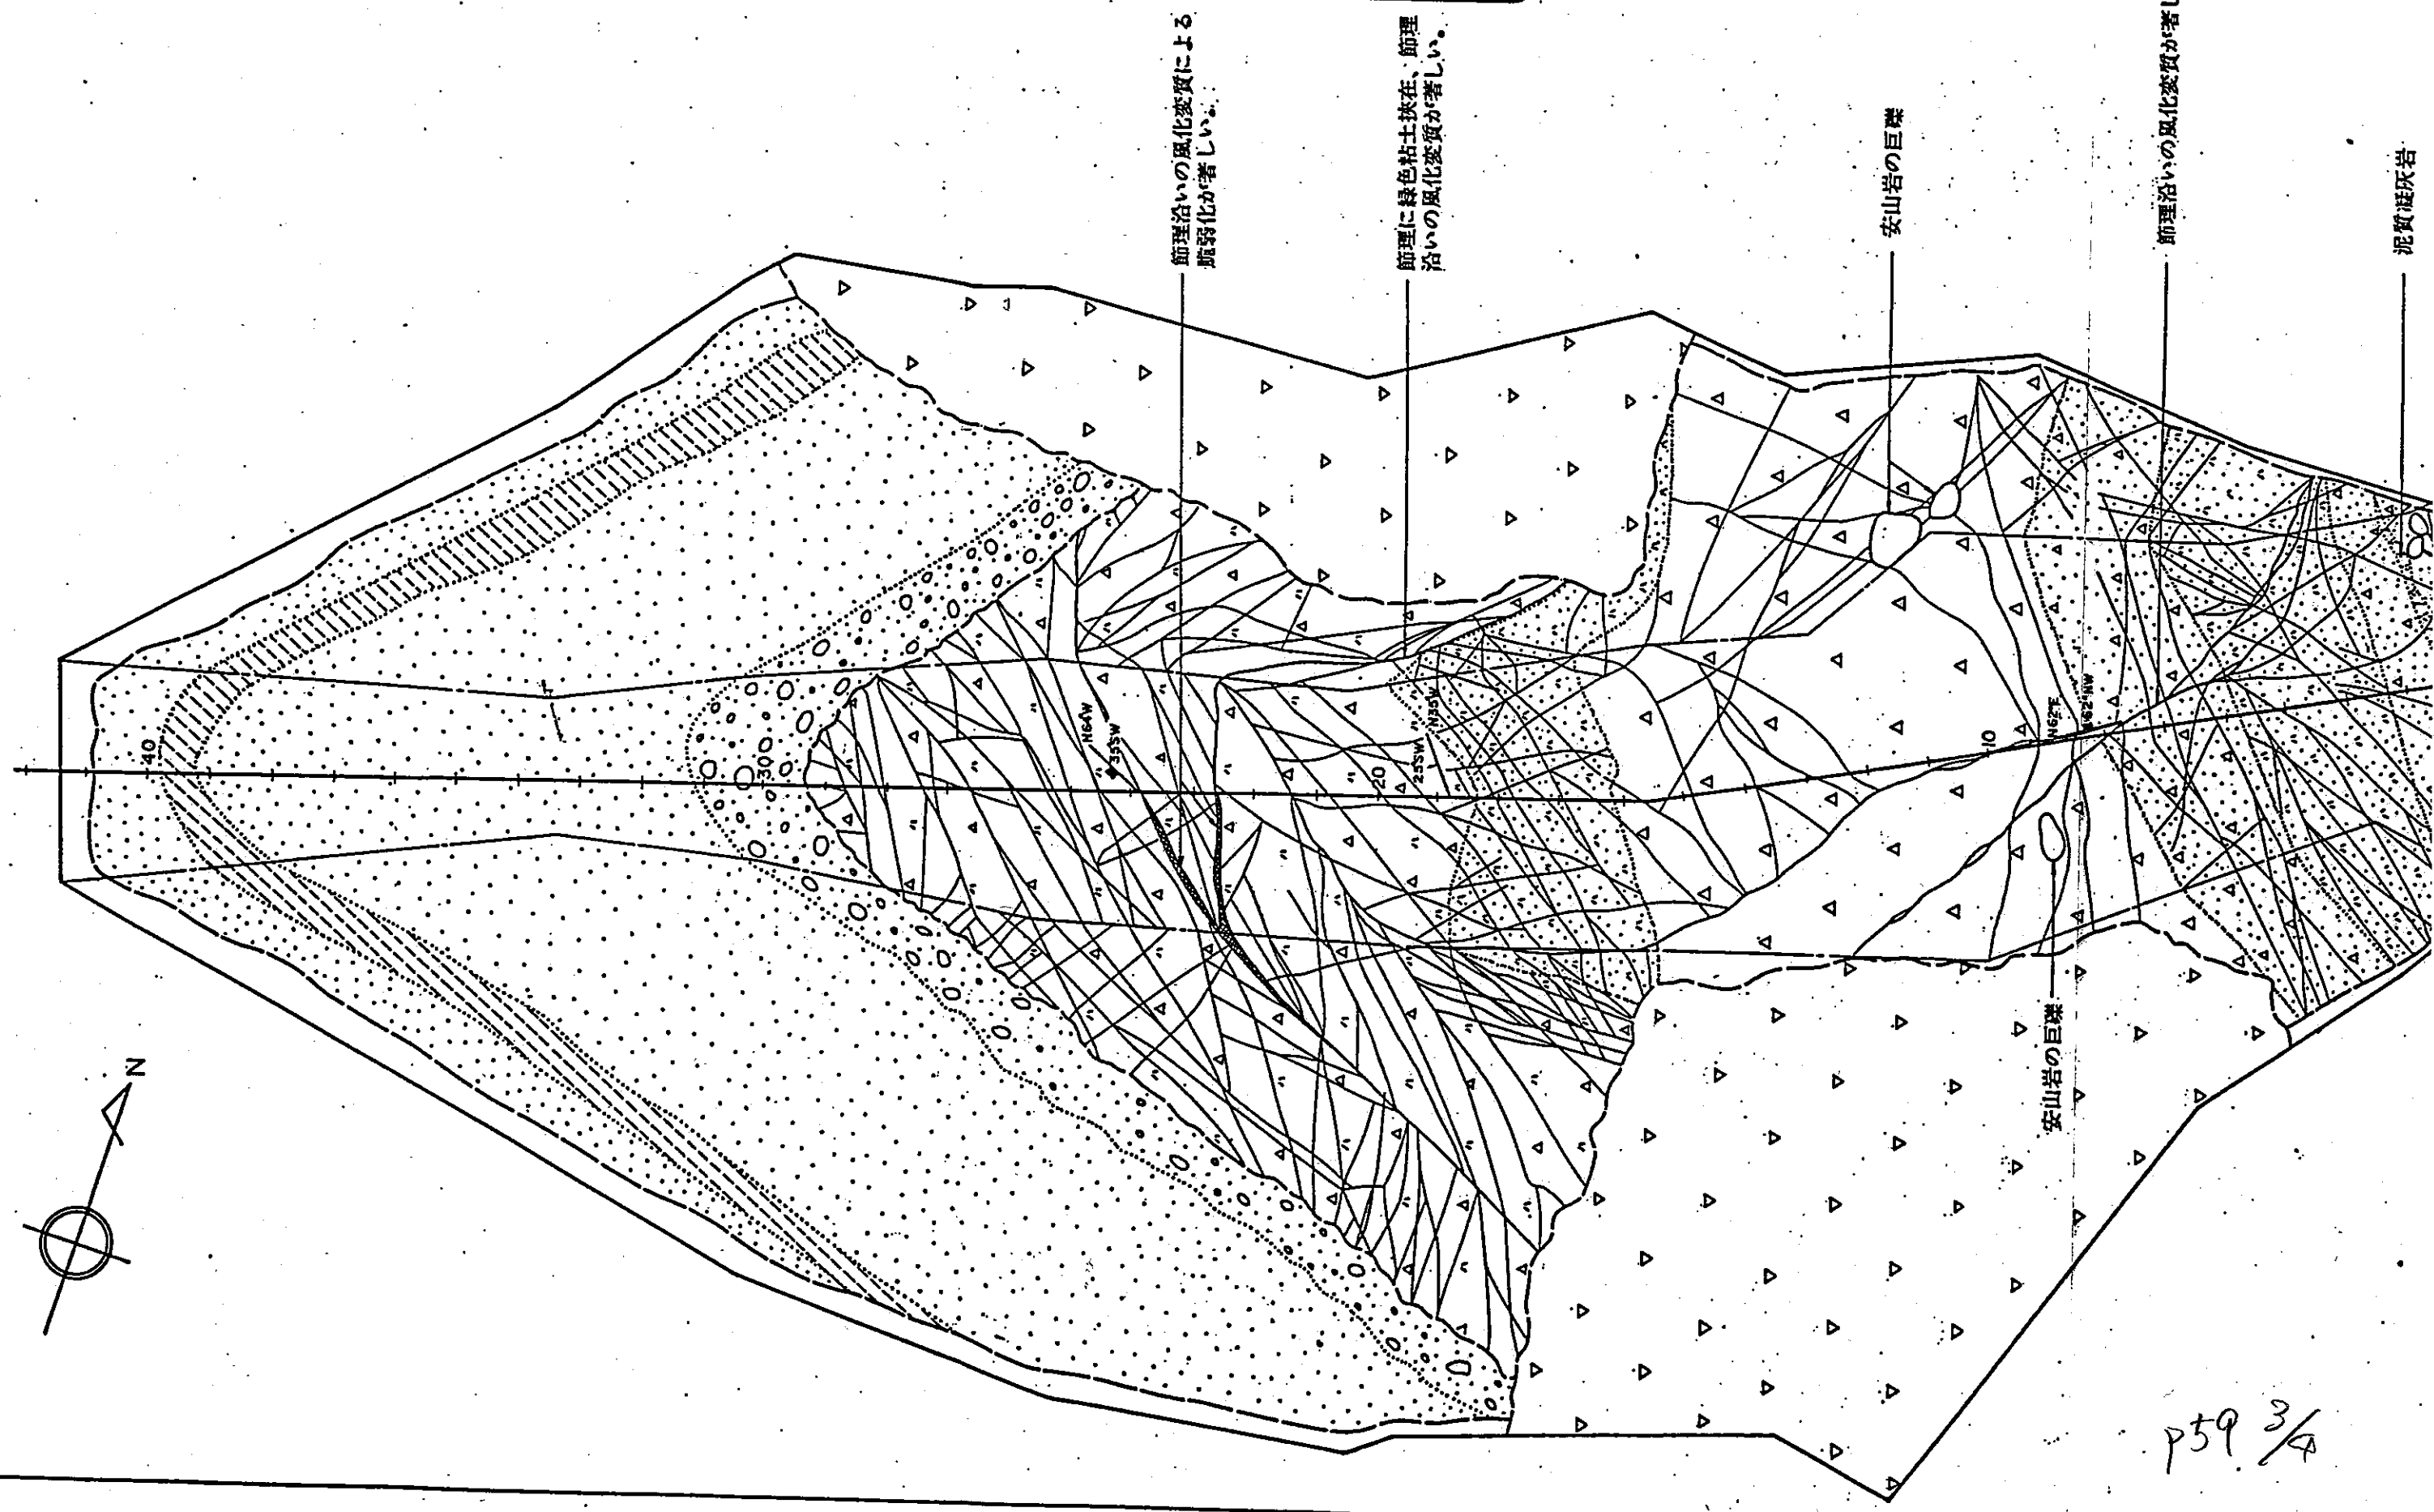 節理沿いの風化変質による
脆弱化が著しい。
節理に緑色粘土挟在、節理
沿いの風化変質が著しい。
安山岩の巨礫
節理沿いの風化変質が著し
泥質凝灰岩
40
30
20
10
N64W
35SW
N35W
25SW
N62E
62NW
安山岩の巨礫
N
p59 3/4